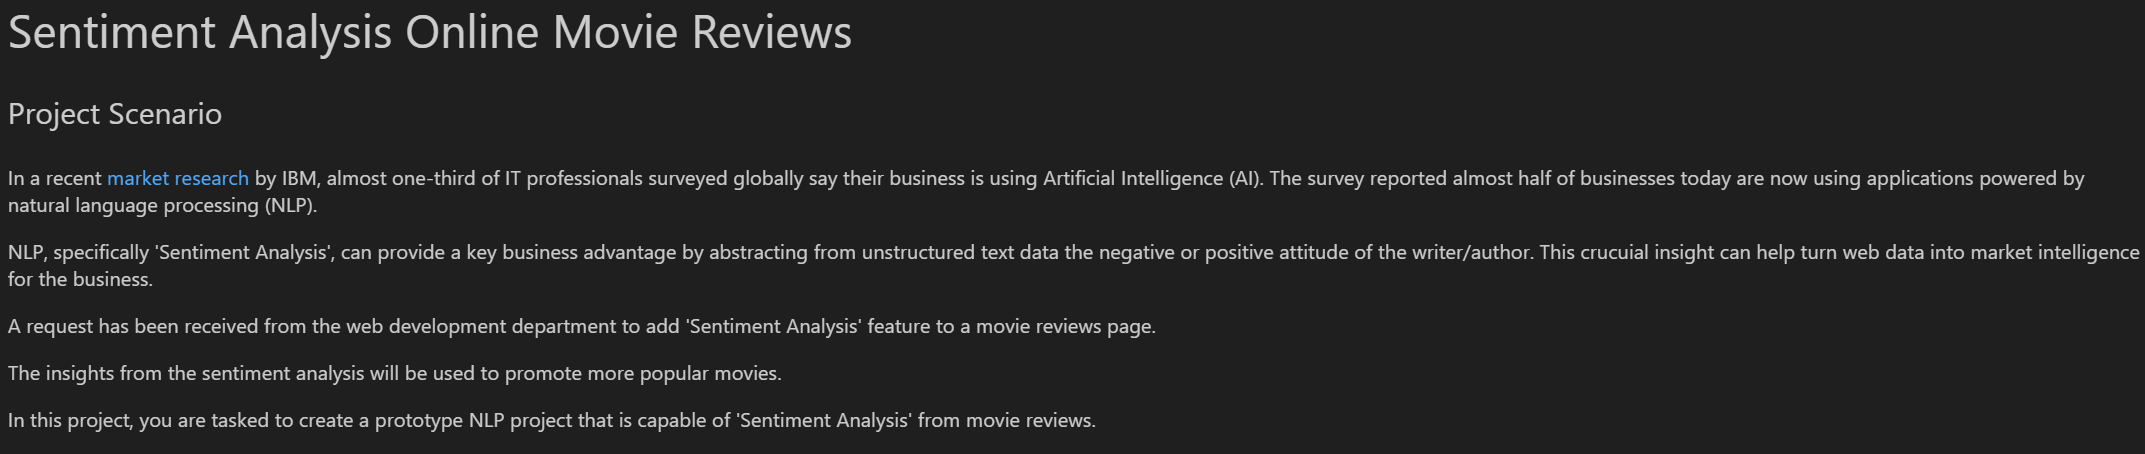 Sentiment Analysis Online Movie Reviews
Project Scenario
In a recent market research by IBM, almost one-third of IT professionals surveyed globally say their business is using Artificial Intelligence (AI). The survey reported almost half of businesses today are now using applications powered by
natural language processing (NLP).
NLP, specifically 'Sentiment Analysis', can provide a key business advantage by abstracting from unstructured text data the negative or positive attitude of the writer/author. This crucuial insight can help turn web data into market intelligence
for the business.
A request has been received from the web development department to add 'Sentiment Analysis' feature to a movie reviews page.
The insights from the sentiment analysis will be used to promote more popular movies.
In this project, you are tasked to create a prototype NLP project that is capable of 'Sentiment Analysis' from movie reviews.